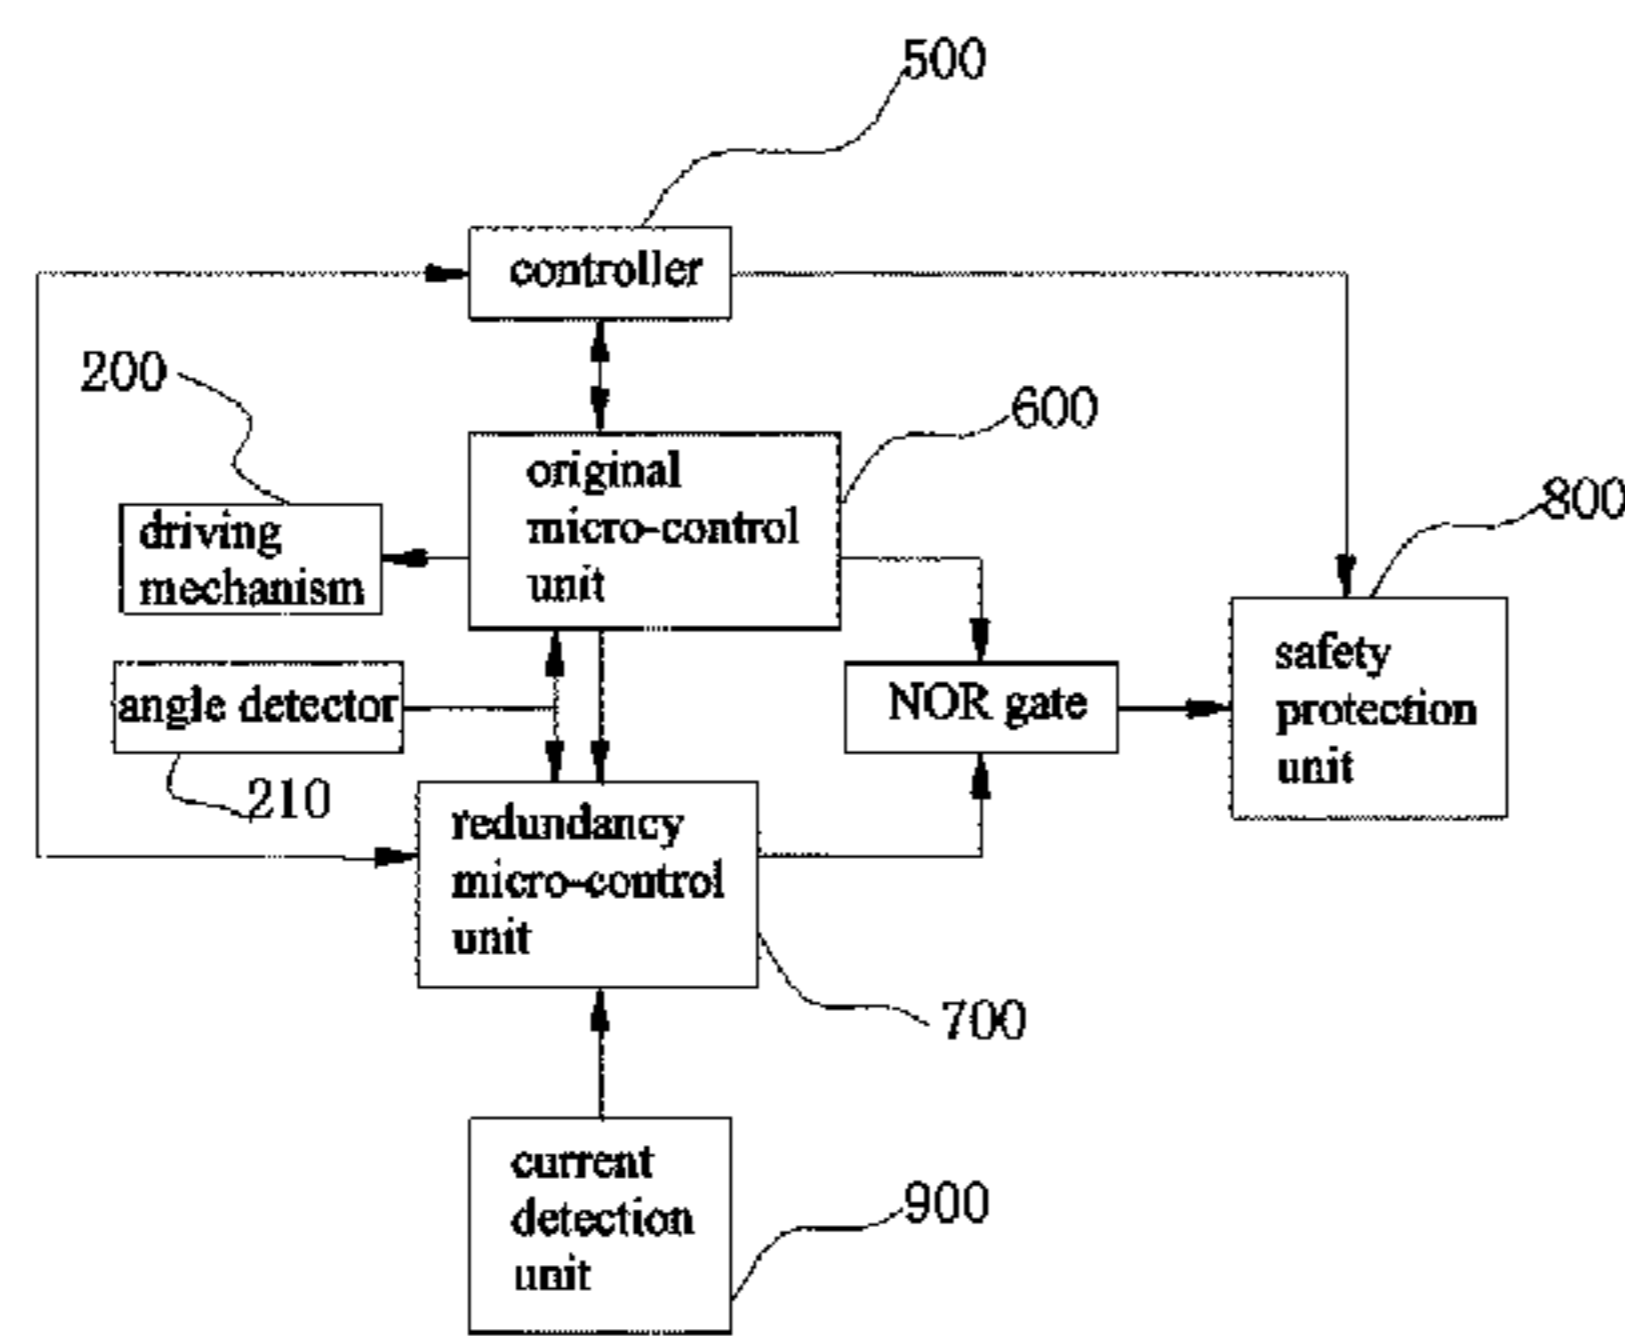 500
controller
200
600
original
micro-control
unit
driving
mechanism
800
safety
protection
unit
angle detector
NOR gate
210
redundancy
micro-control
unit
700
current
detection
unit
900